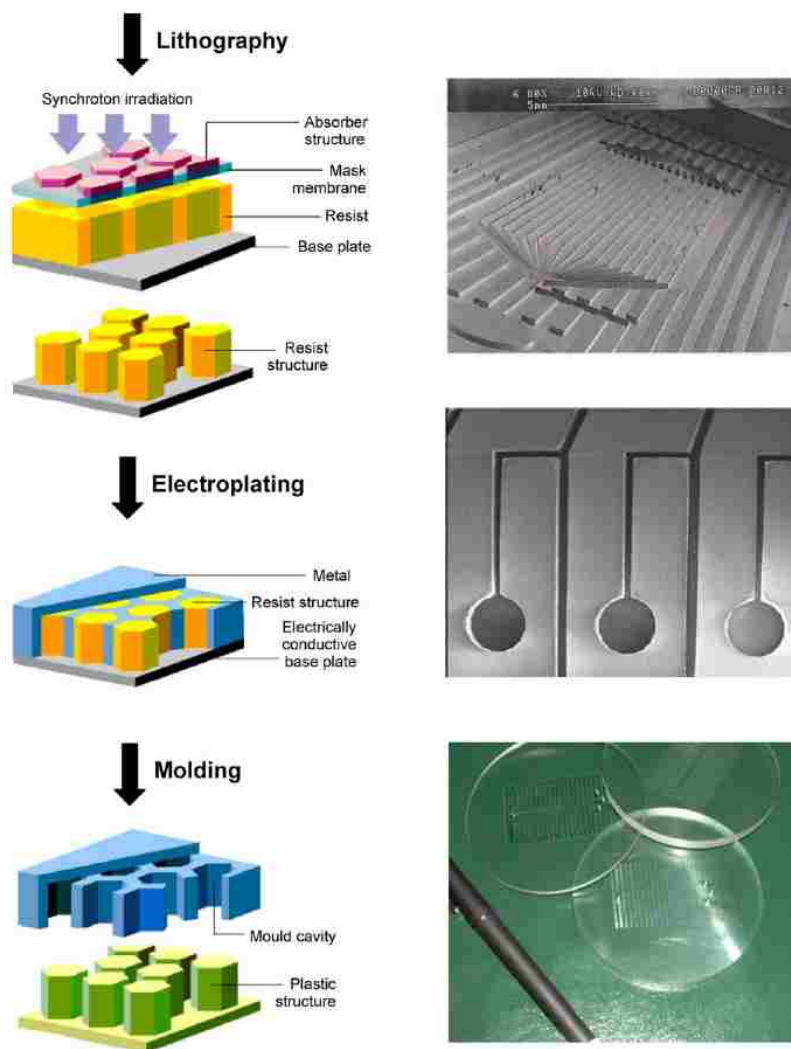 Lithography
Synchroton irradiation
Absorber
structure
Mask
membrane
Resist
Base plate
Resist
structure
Electroplating
Metal
Resist structure
Electrically
conductive
base plate
Molding
Mould cavity
Plastic
structure
5mm